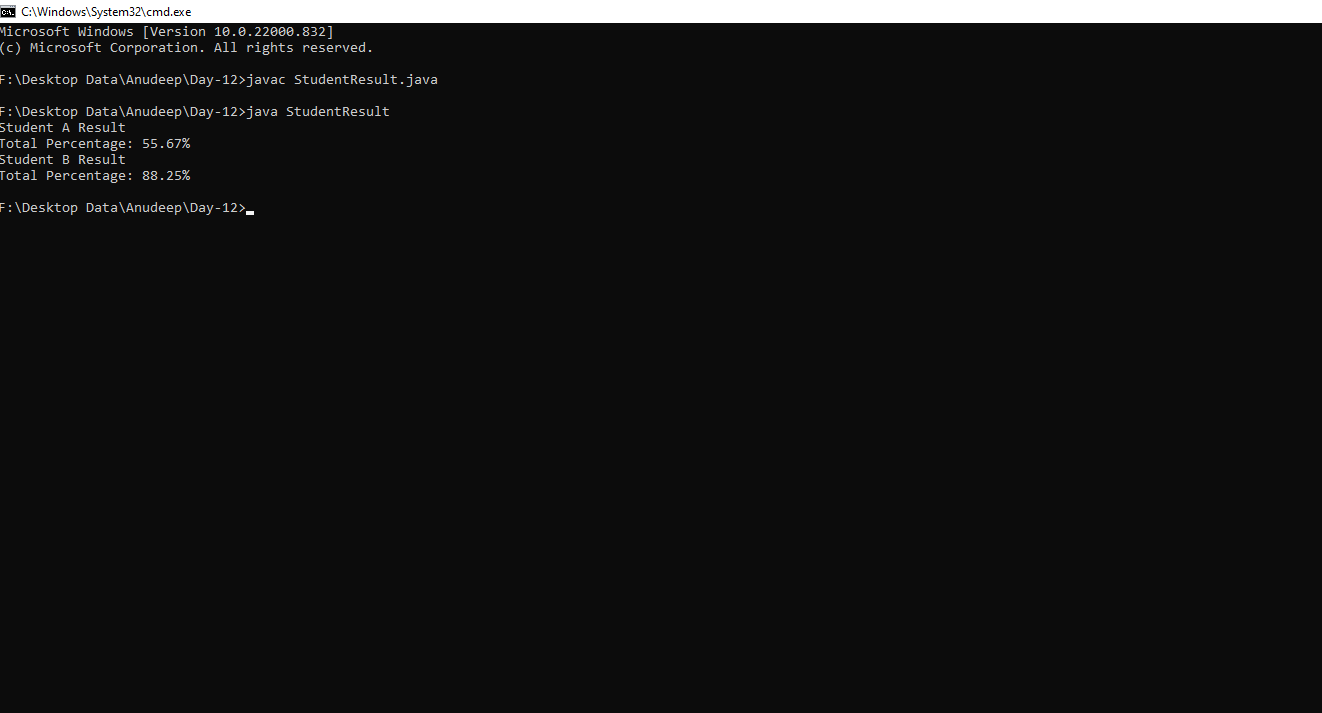 C:\Windows\System32\cmd.exe
Microsoft Windows [Version 10.0.22000.832]
(c) Microsoft Corporation. All rights reserved.
F:\Desktop Data\Anudeep\Day-12>javac StudentResult.java
F:\Desktop Data\Anudeep\Day-12>java StudentResult
Student A Result
Total Percentage: 55.67%
Student B Result
Total Percentage: 88.25%
F:\Desktop Data\Anudeep\Day-12>